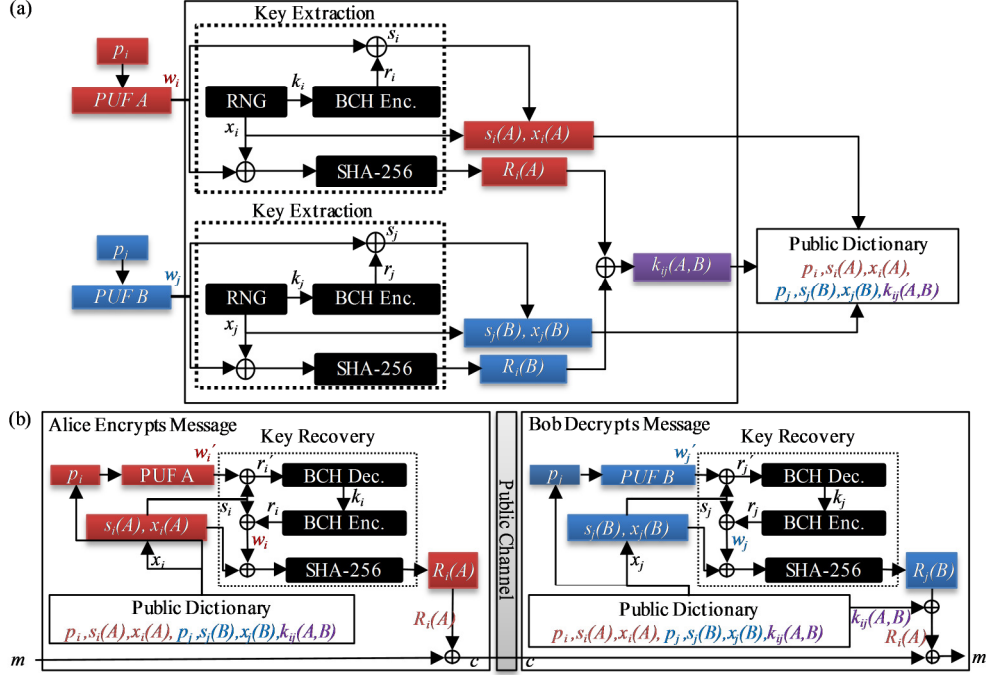 (a)
Key Extraction
p_i
w_i
PUF A
s_i
r_i
RNG
k_i
BCH Enc.
x_i
SHA-256
s_i(A), x_i(A)
R_i(A)
Key Extraction
p_j
w_j
PUF B
s_j
r_j
RNG
k_j
BCH Enc.
x_j
SHA-256
s_j(B), x_j(B)
R_i(B)
k_ij(A,B)
Public Dictionary
p_i ,s_i(A),x_i(A),
p_j ,s_j(B),x_j(B),k_ij(A,B)
(b)
Alice Encrypts Message
Key Recovery
p_i
PUF A
w_i′
r_i′
BCH Dec.
k_i
s_i(A), x_i(A)
s_i
r_i
BCH Enc.
w_i
x_i
SHA-256
R_i(A)
Public Dictionary
p_i ,s_i(A),x_i(A), p_j ,s_j(B),x_j(B),k_ij(A,B)
R_i(A)
m
c
Public Channel
Bob Decrypts Message
Key Recovery
p_j
PUF B
w_j′
r_j′
BCH Dec.
k_j
s_j(B), x_j(B)
s_j
r_j
BCH Enc.
w_j
x_j
SHA-256
R_j(B)
Public Dictionary
p_i ,s_i(A),x_i(A), p_j ,s_j(B),x_j(B),k_ij(A,B)
k_ij(A,B)
R_i(A)
c
m